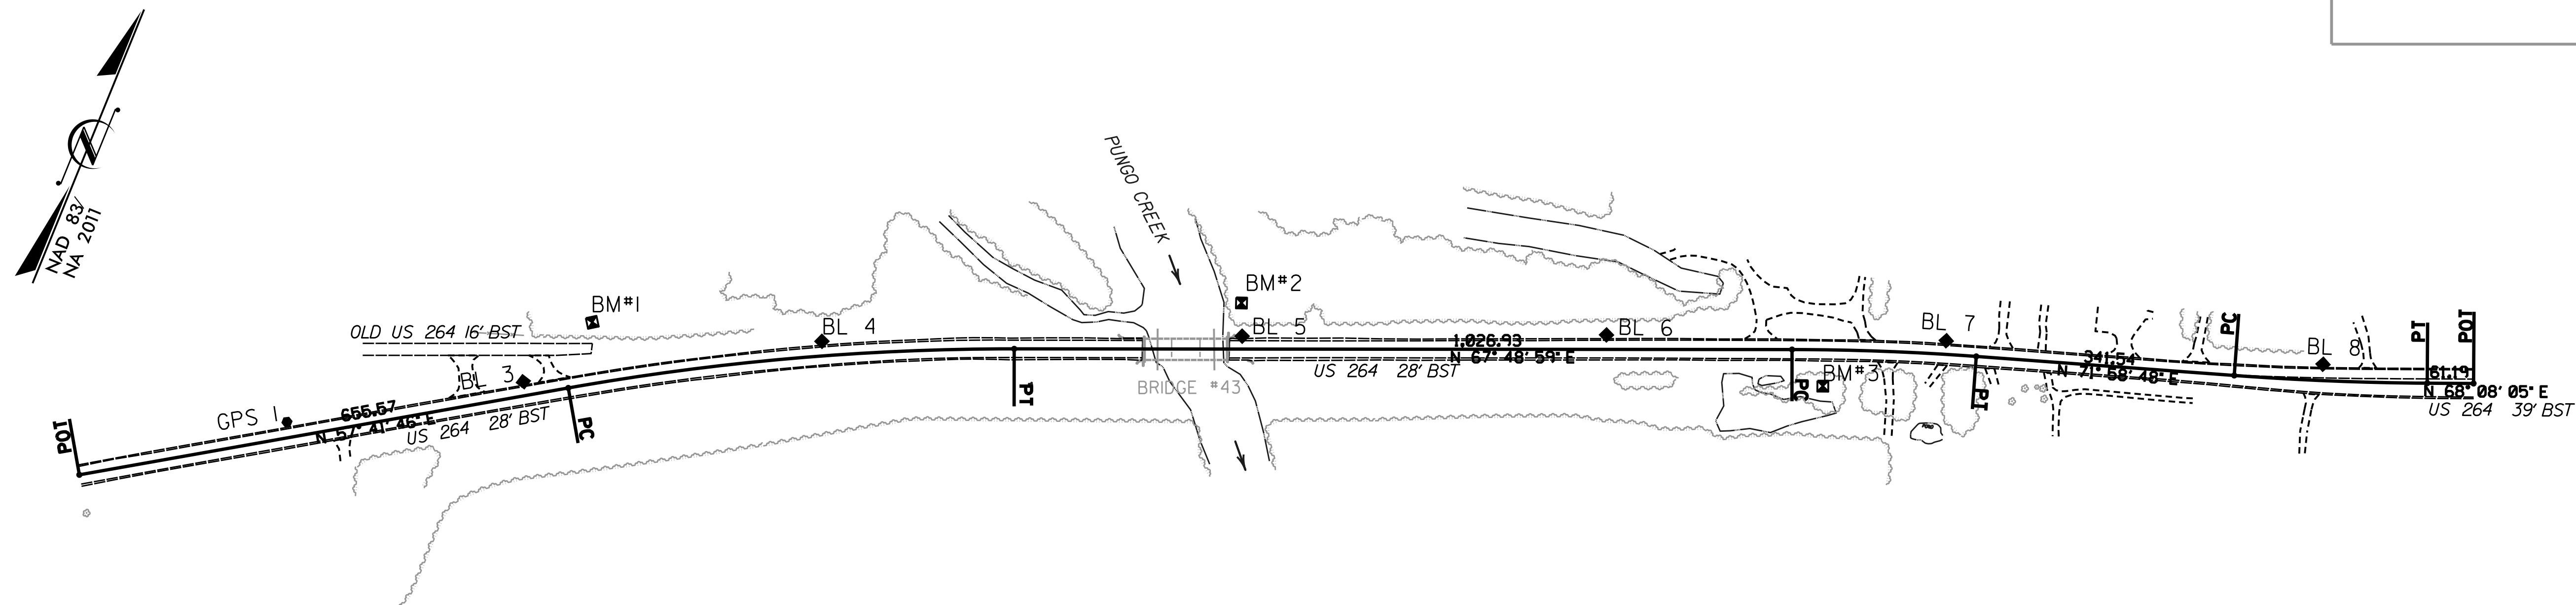 N
NAD 83/
NA 2011
POT
GPS 1
655.57
N 57° 41' 46" E
US 264 28' BST
OLD US 264 16' BST
BL 3
BM#1
PC
BL 4
PT
PUNGO CREEK
BRIDGE #43
BM#2
BL 5
1,026.93
N 67° 48' 59" E
US 264 28' BST
BL 6
PC
BM#3
POND
BL 7
PT
341.54
N 71° 58' 48" E
PC
BL 8
PT
POT
61.19
N 68° 08' 05" E
US 264 39' BST